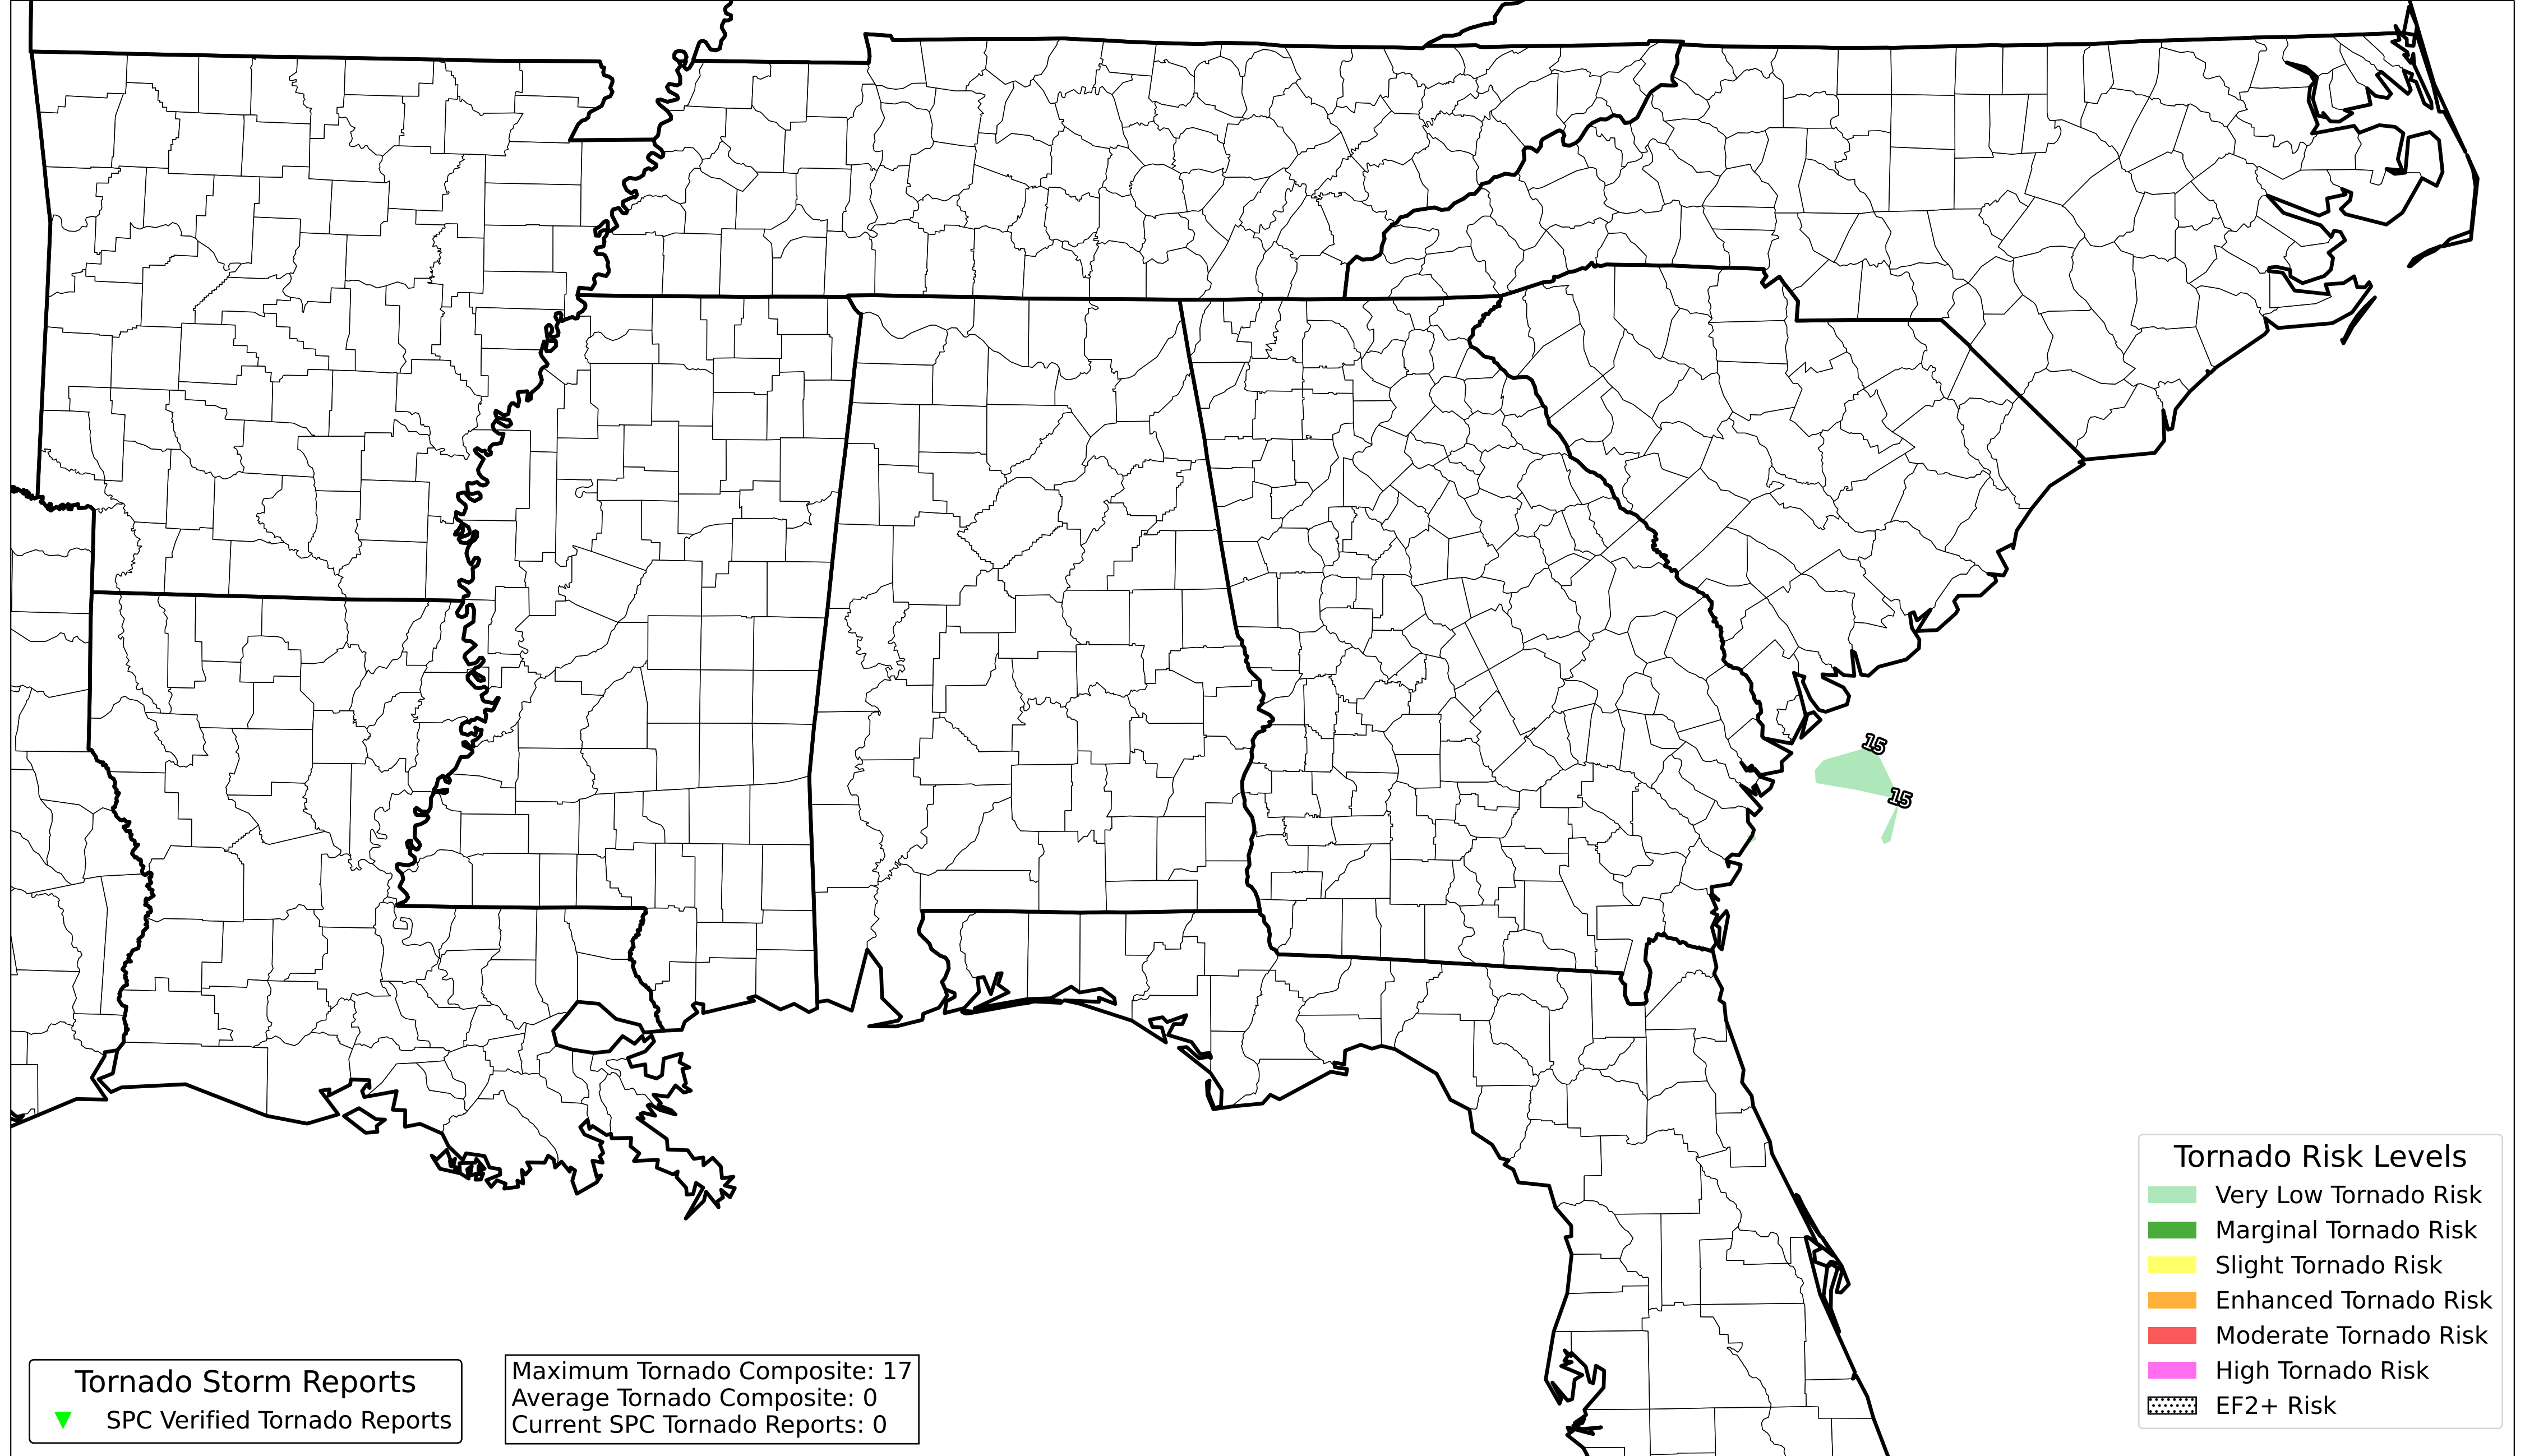 15
15
Tornado Risk Levels
Very Low Tornado Risk
Marginal Tornado Risk
Slight Tornado Risk
Enhanced Tornado Risk
Moderate Tornado Risk
High Tornado Risk
EF2+ Risk
Tornado Storm Reports
SPC Verified Tornado Reports
Maximum Tornado Composite: 17
Average Tornado Composite: 0
Current SPC Tornado Reports: 0